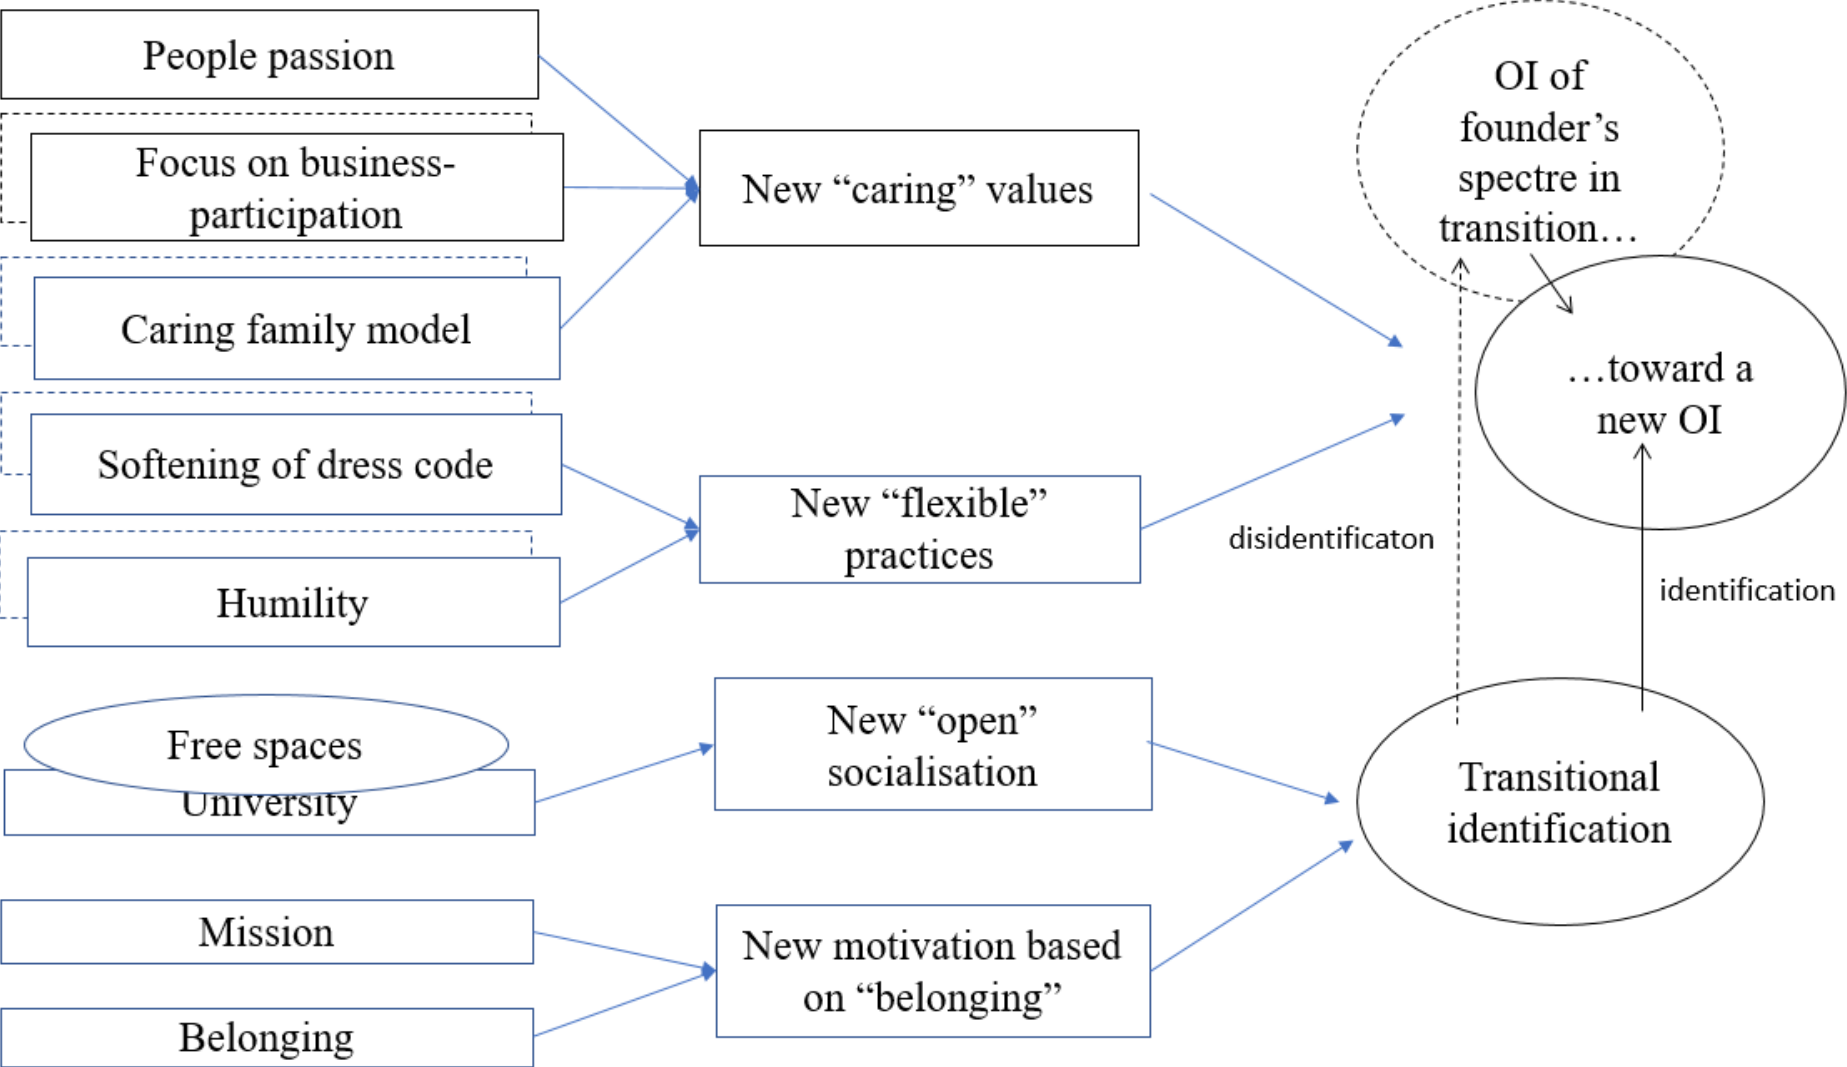 People passion
Focus on business-
participation
Caring family model
Softening of dress code
Humility
Free spaces
University
Mission
Belonging
New “caring” values
New “flexible”
practices
New “open”
socialisation
New motivation based
on “belonging”
OI of
founder’s
spectre in
transition…
…toward a
new OI
disidentificaton
identification
Transitional
identification